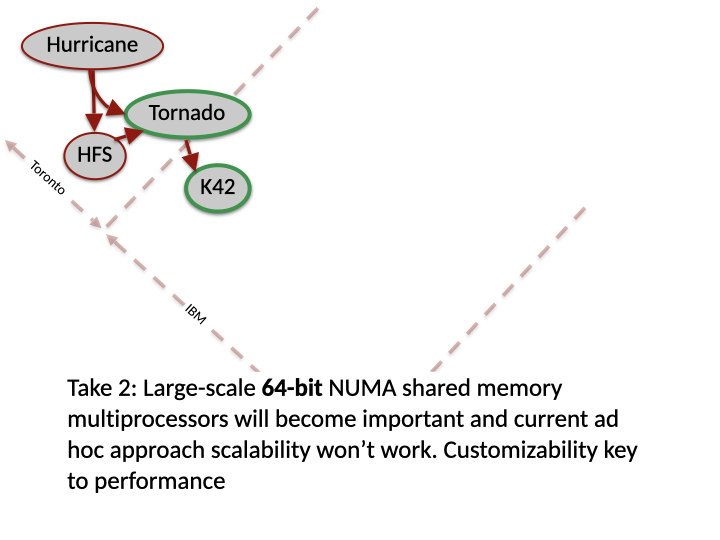 Hurricane
Tornado
HFS
K42
Toronto
IBM
Take 2: Large-scale 64-bit NUMA shared memory
multiprocessors will become important and current ad
hoc approach scalability won’t work. Customizability key
to performance